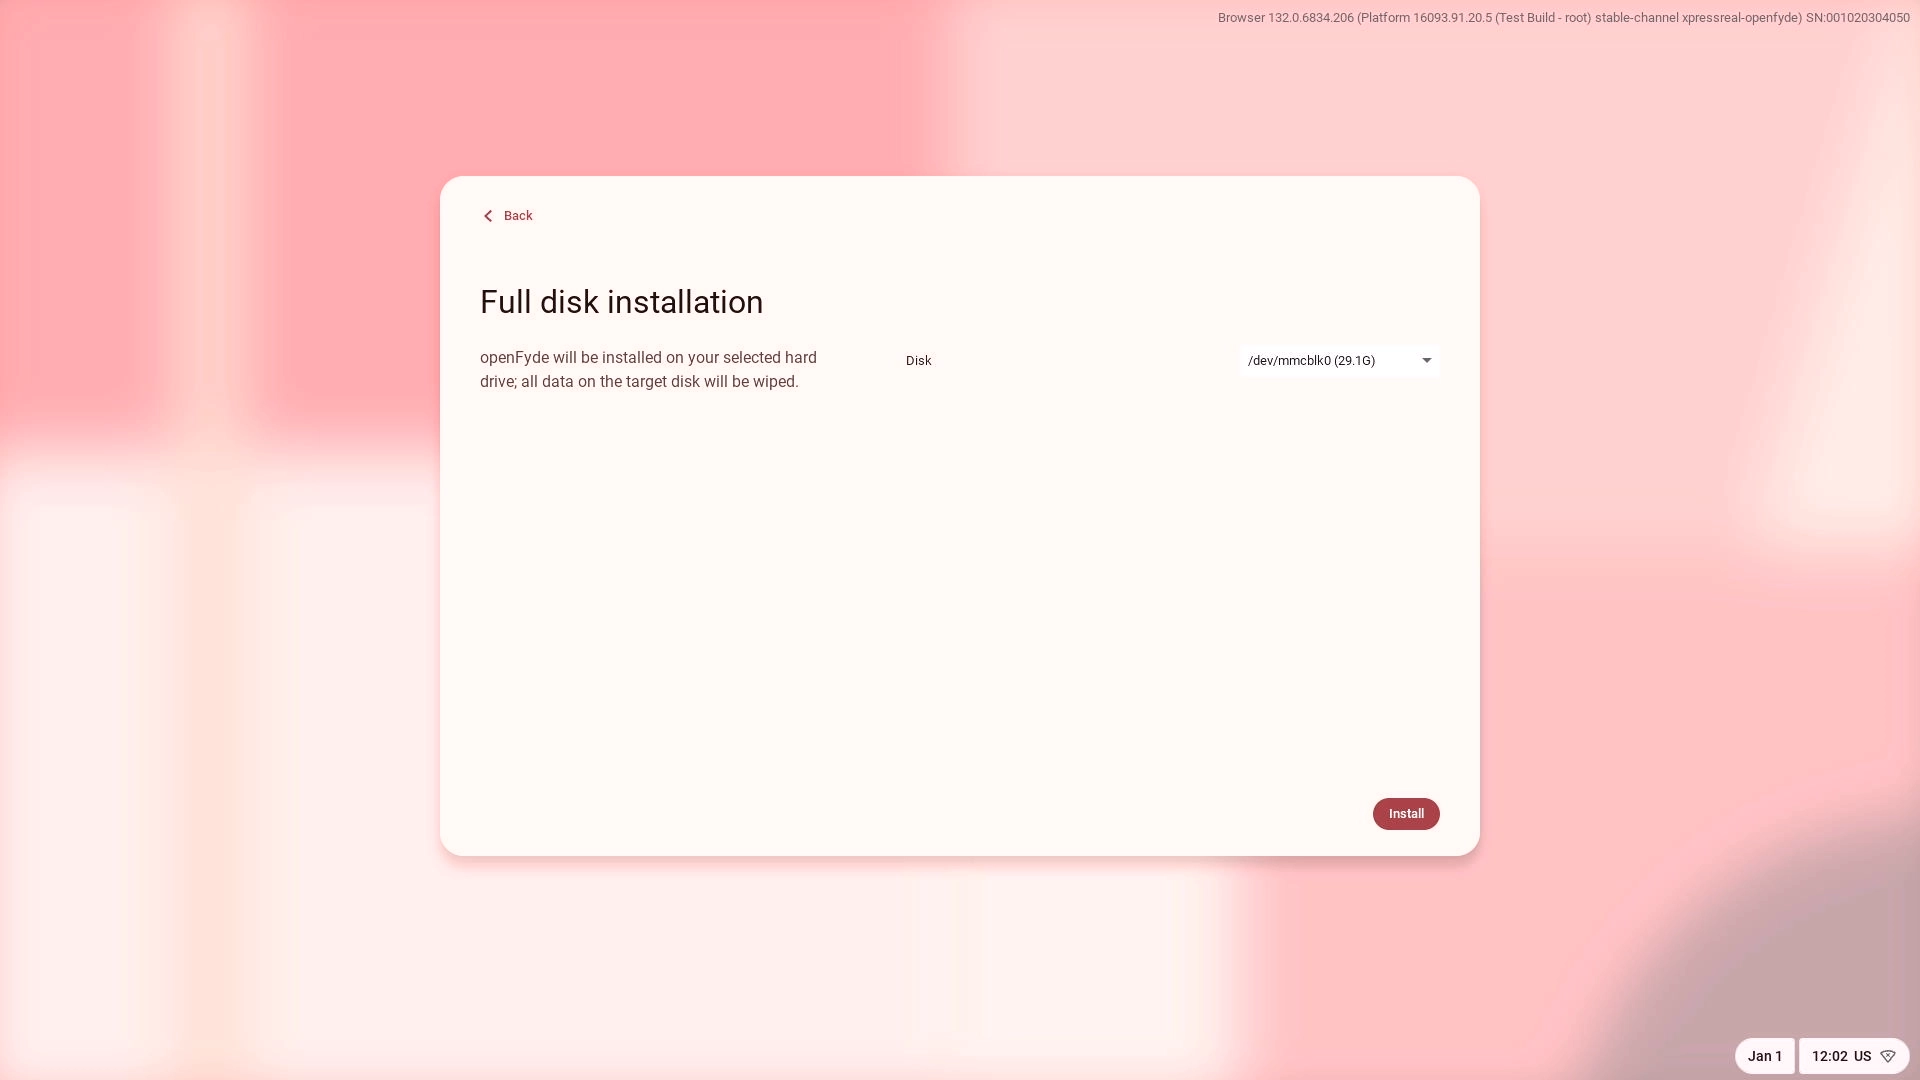 Browser 132.0.6834.206 (Platform 16093.91.20.5 (Test Build - root) stable-channel xpressreal-openfyde) SN:001020304050
Back
Full disk installation
openFyde will be installed on your selected hard
drive; all data on the target disk will be wiped.
Disk
/dev/mmcblk0 (29.1G)
Install
Jan 1
12:02 US